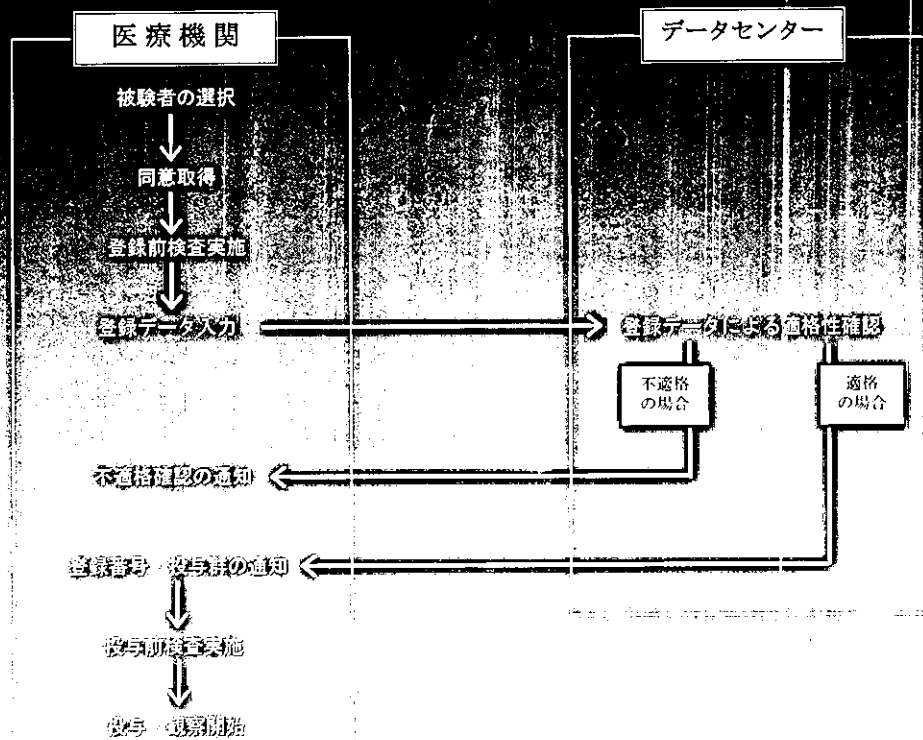 医療機関
データセンター
被験者の選択
同意取得
登録前検査実施
登録データ入力
登録データによる適格性確認
不適格
の場合
適格
の場合
不適格確認の通知
登録番号・投与群の通知
投与前検査実施
投与・観察開始